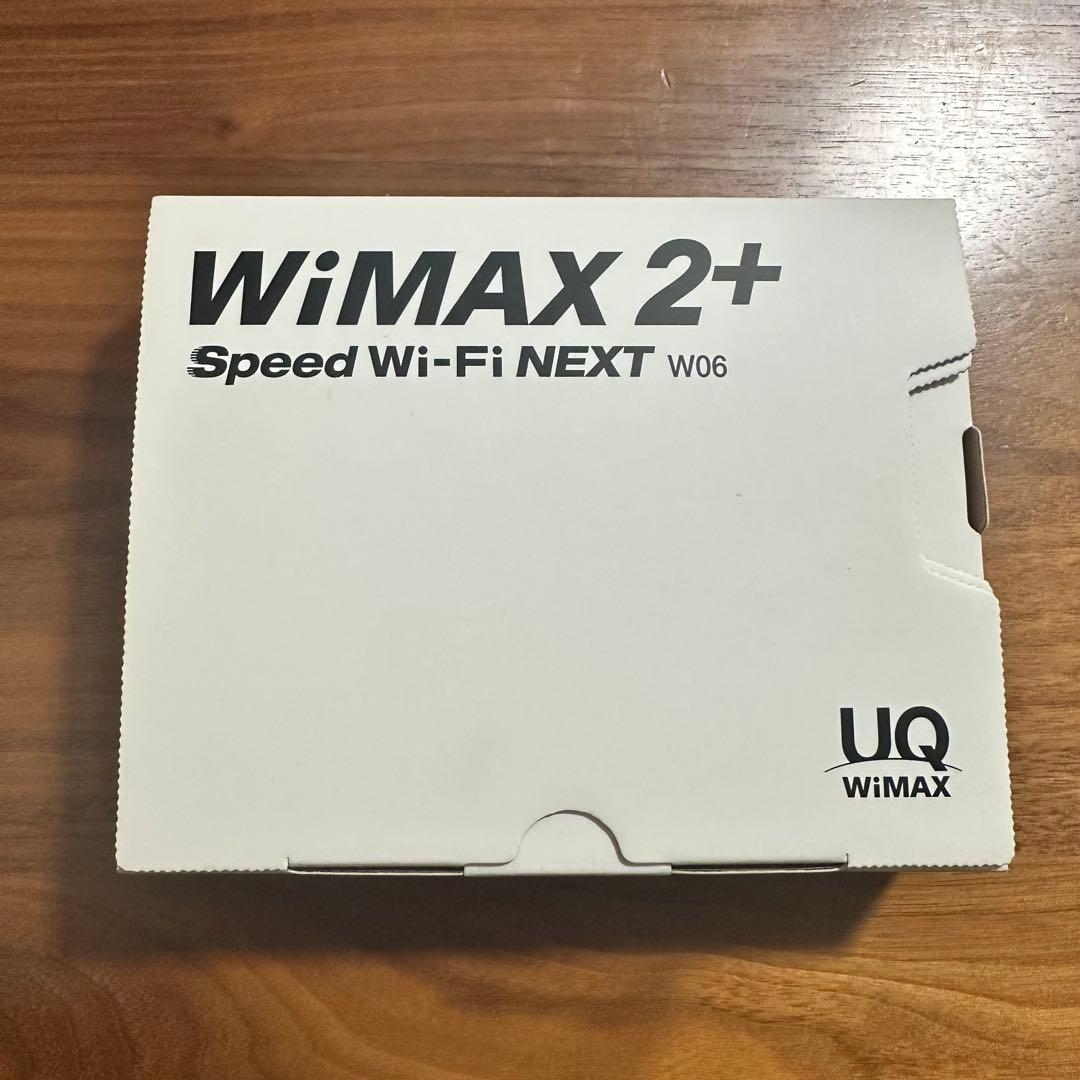 WiMAX 2+
Speed Wi-Fi NEXT W06
UQ
WiMAX